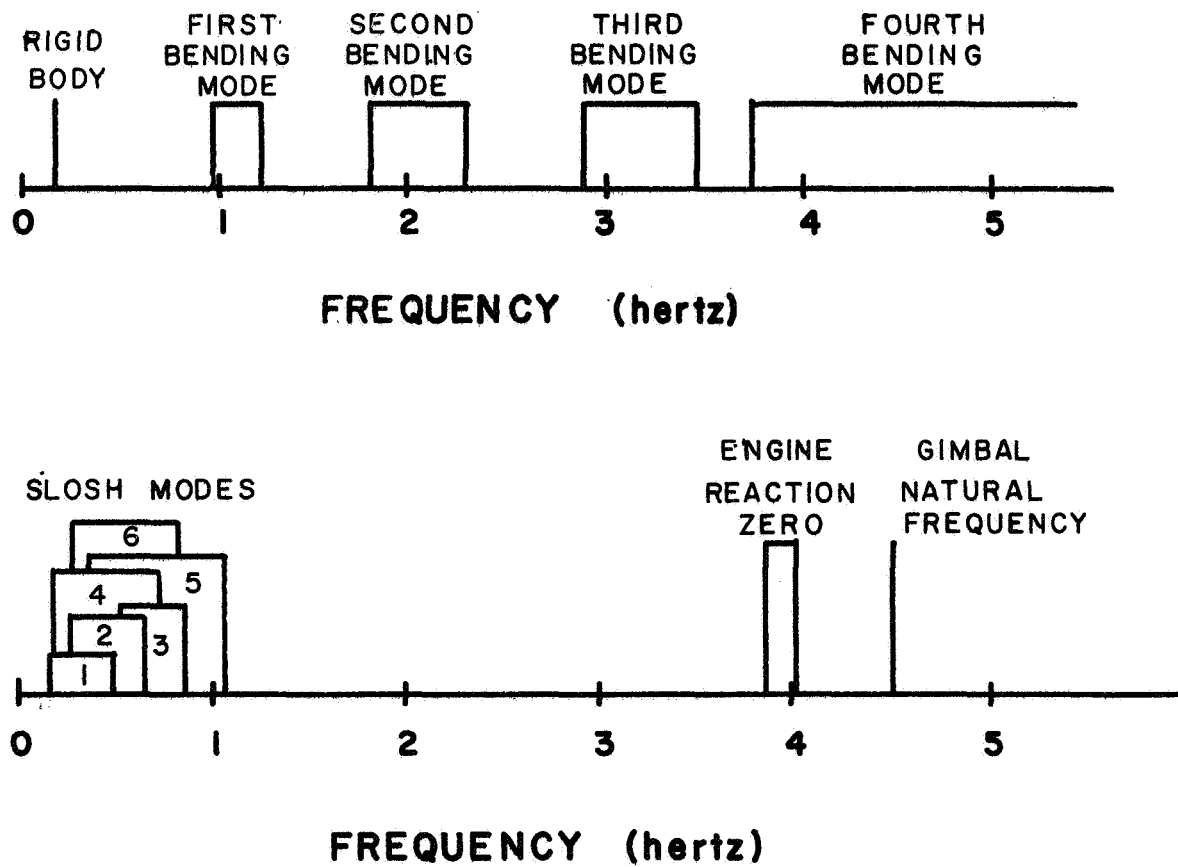 RIGID
BODY
FIRST
BENDING
MODE
SECOND
BENDING
MODE
THIRD
BENDING
MODE
FOURTH
BENDING
MODE
0 1 2 3 4 5
FREQUENCY (hertz)
SLOSH MODES
6
5
4
2
3
1
ENGINE
REACTION
ZERO
GIMBAL
NATURAL
FREQUENCY
0 1 2 3 4 5
FREQUENCY (hertz)